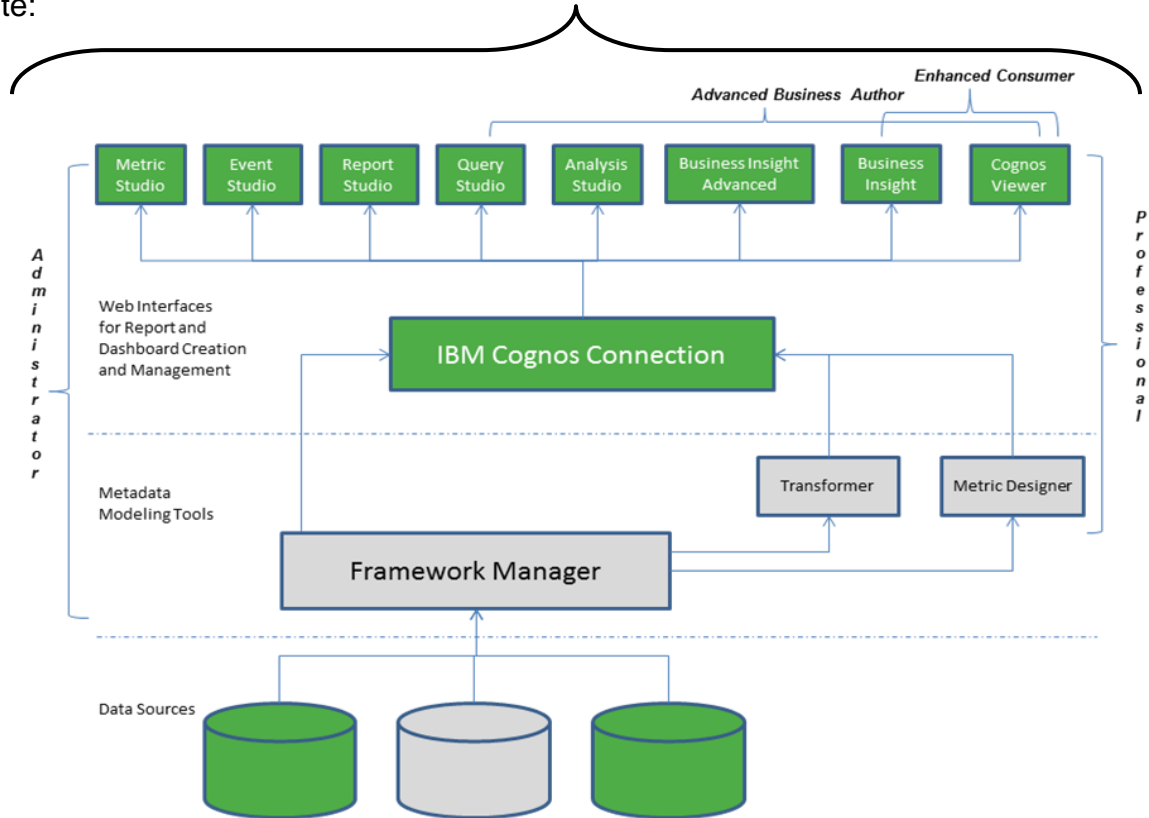 te:
Enhanced Consumer
Advanced Business Author
Metric
Studio
Event
Studio
Report
Studio
Query
Studio
Analysis
Studio
Business Insight
Advanced
Business
Insight
Cognos
Viewer
Administrator
Professional
Web Interfaces
for Report and
Dashboard Creation
and Management
IBM Cognos Connection
Metadata
Modeling Tools
Transformer
Metric Designer
Framework Manager
Data Sources